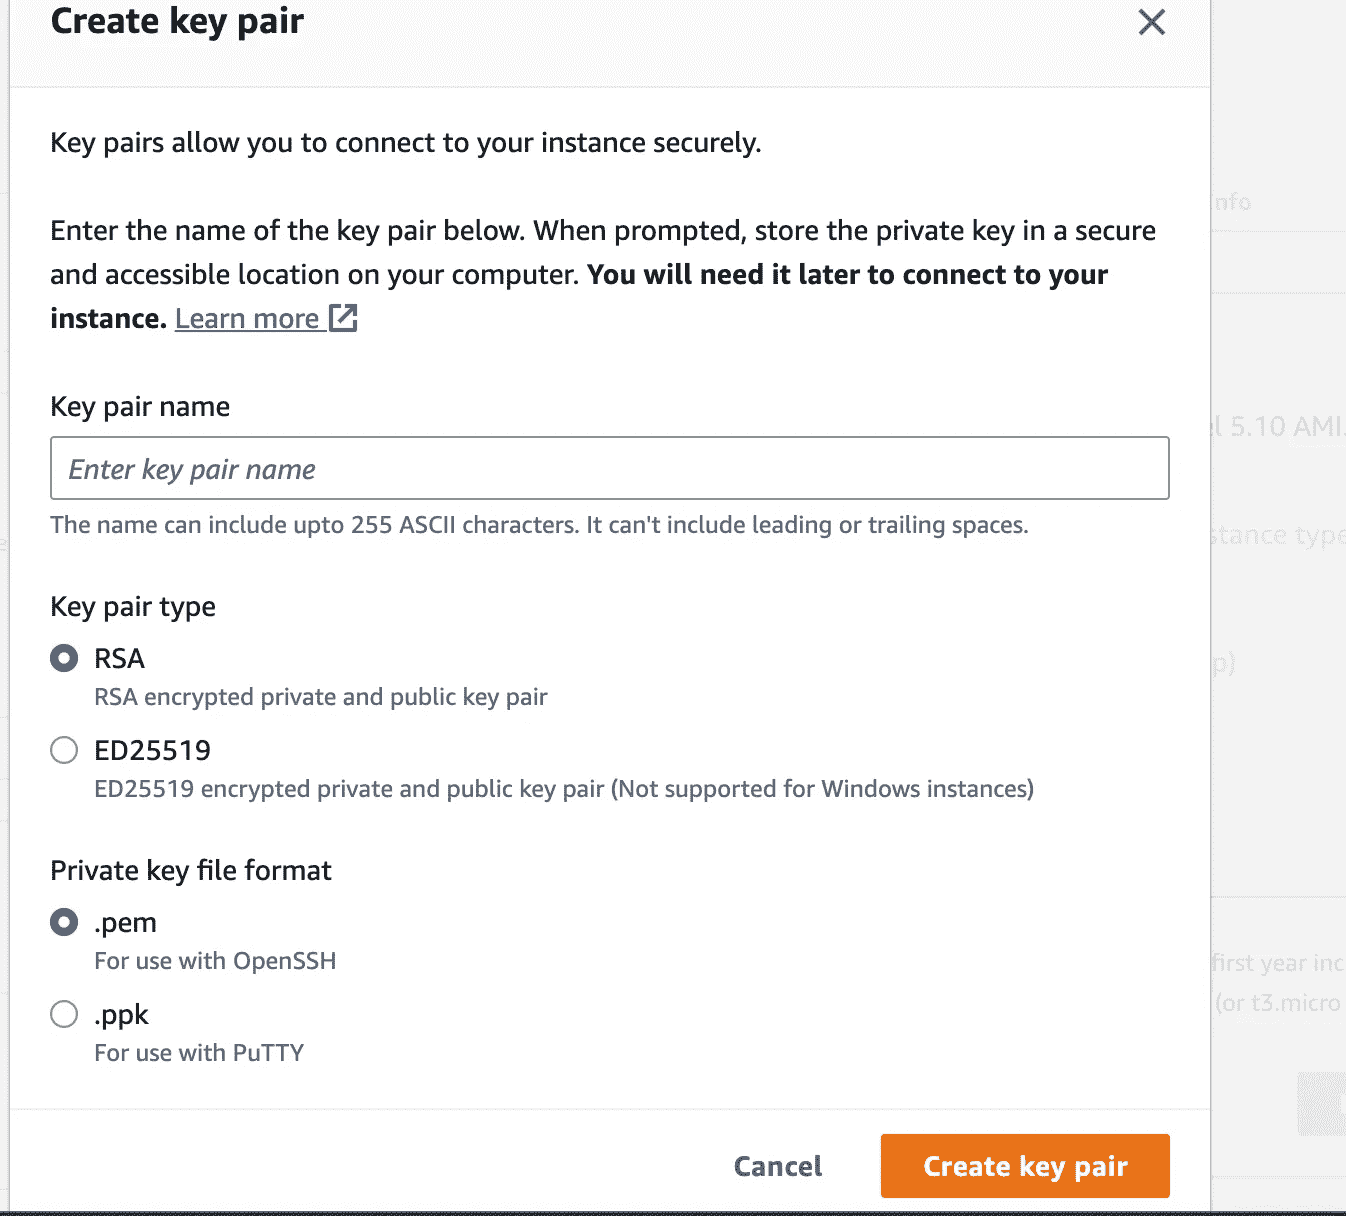 Create key pair
Key pairs allow you to connect to your instance securely.
Enter the name of the key pair below. When prompted, store the private key in a secure
and accessible location on your computer. You will need it later to connect to your
instance. Learn more
Key pair name
Enter key pair name
The name can include upto 255 ASCII characters. It can't include leading or trailing spaces.
Key pair type
RSA
RSA encrypted private and public key pair
ED25519
ED25519 encrypted private and public key pair (Not supported for Windows instances)
Private key file format
.pem
For use with OpenSSH
.ppk
For use with PuTTY
Cancel
Create key pair
nfo
5.10 AMI.
stance type
p)
first year inc
(or t3.micro